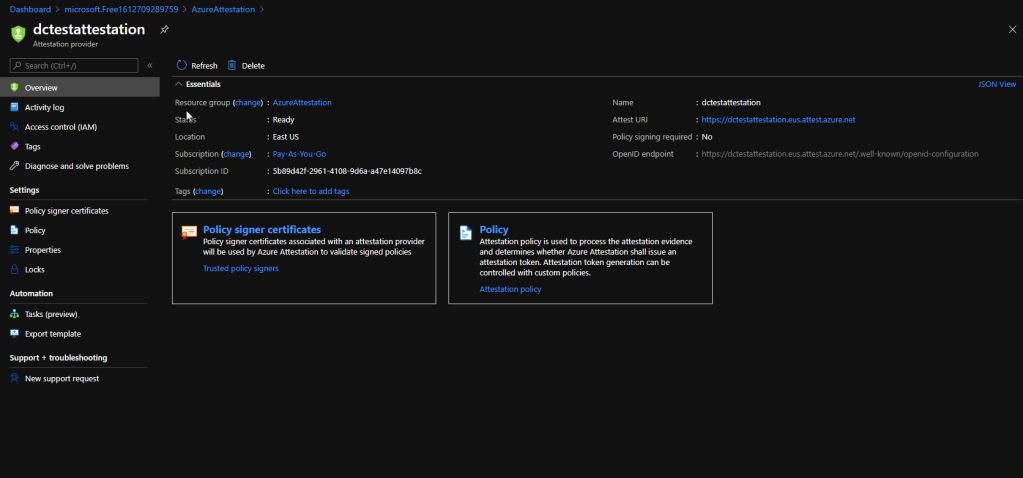 Dashboard > microsoft.Free1612709289759 > AzureAttestation >
dctestattestation
Attestation provider
Search (Ctrl+/)
«
Overview
Activity log
Access control (IAM)
Tags
Diagnose and solve problems
Settings
Policy signer certificates
Policy
Properties
Locks
Automation
Tasks (preview)
Export template
Support + troubleshooting
New support request
Refresh Delete
Essentials
JSON View
Resource group (change) : AzureAttestation
Status : Ready
Location : East US
Subscription (change) : Pay-As-You-Go
Subscription ID : 5b89d42f-2961-4108-9d6a-a47e14097b8c
Tags (change) : Click here to add tags
Name : dctestattestation
Attest URI : https://dctestattestation.eus.attest.azure.net
Policy signing required : No
OpenID endpoint : https://dctestattestation.eus.attest.azure.net/.well-known/openid-configuration
Policy signer certificates
Policy signer certificates associated with an attestation provider
will be used by Azure Attestation to validate signed policies
Trusted policy signers
Policy
Attestation policy is used to process the attestation evidence
and determines whether Azure Attestation shall issue an
attestation token. Attestation token generation can be
controlled with custom policies.
Attestation policy